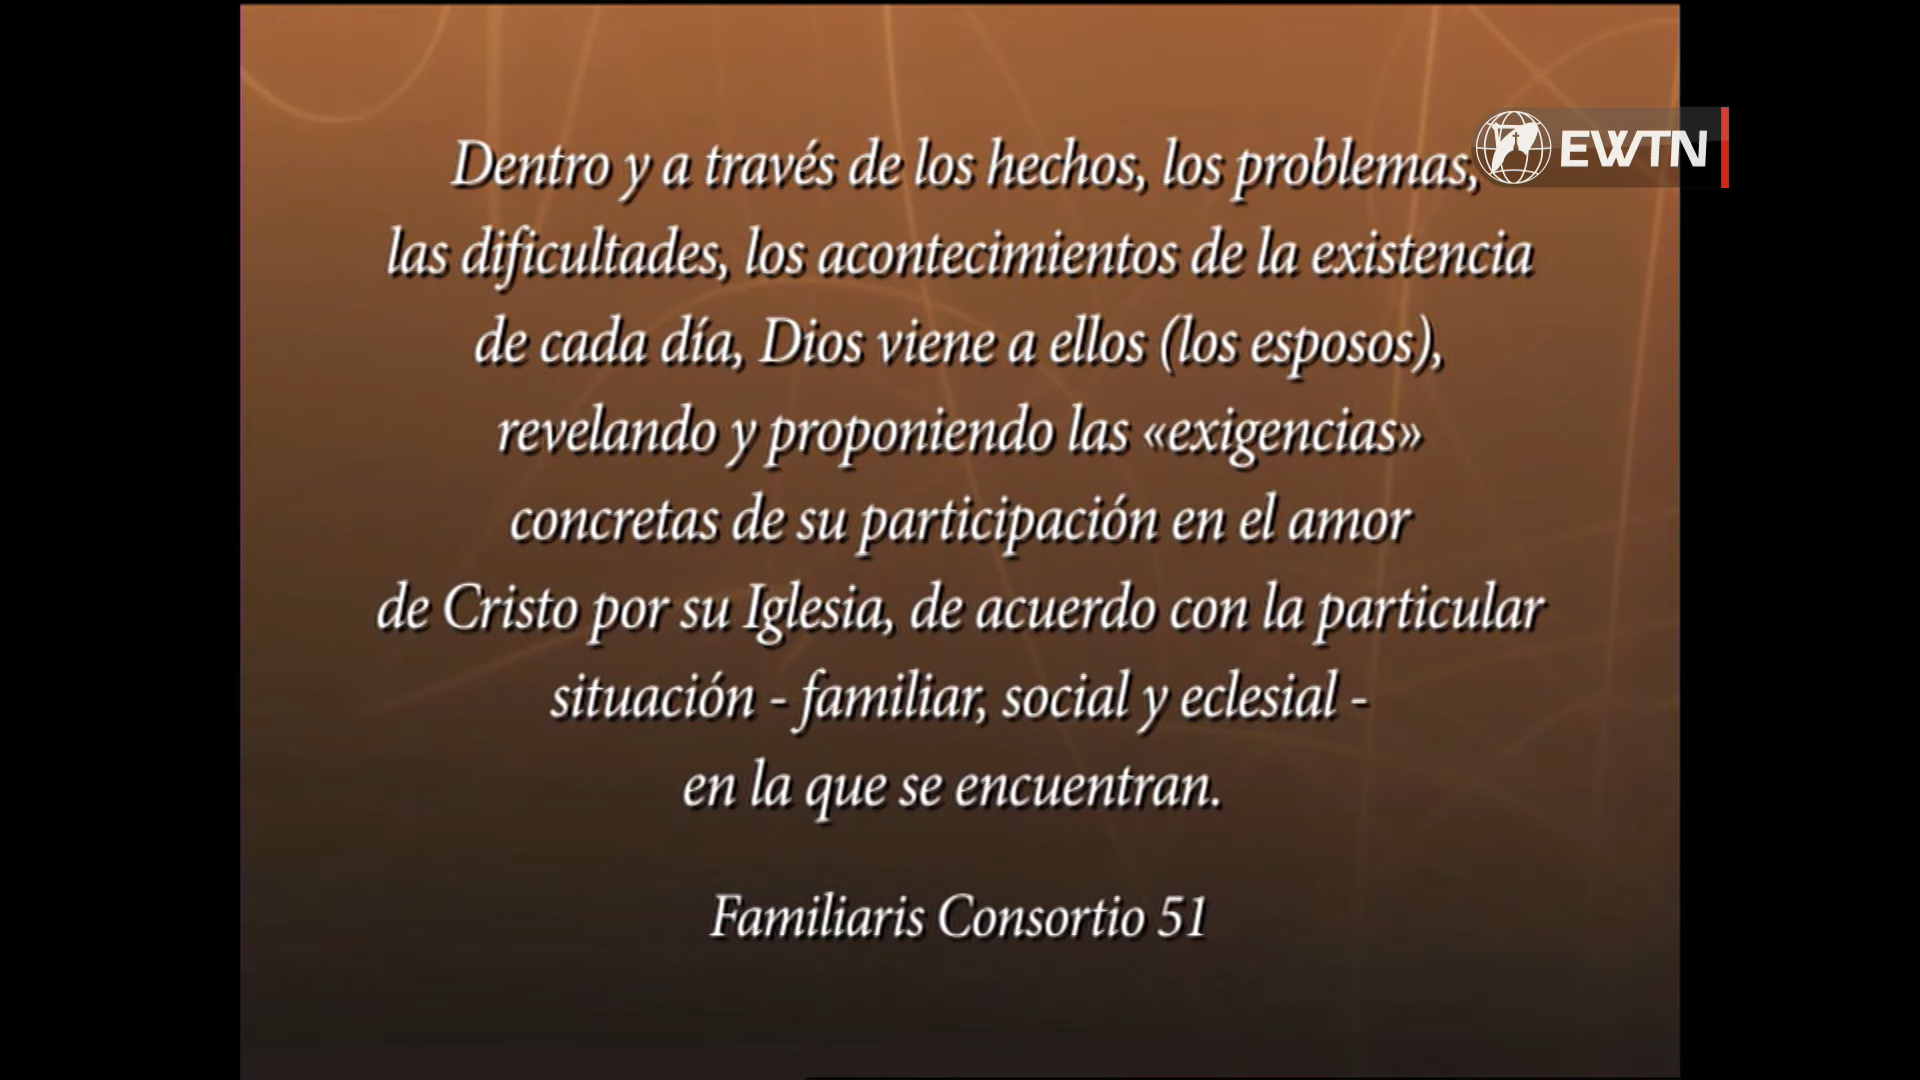 Dentro y a través de los hechos, los problemas,
EWTN
las dificultades, los acontecimientos de la existencia
de cada día, Dios viene a ellos (los esposos),
revelando y proponiendo las «exigencias»
concretas de su participación en el amor
de Cristo por su Iglesia, de acuerdo con la particular
situación - familiar, social y eclesial -
en la que se encuentran.
Familiaris Consortio 51